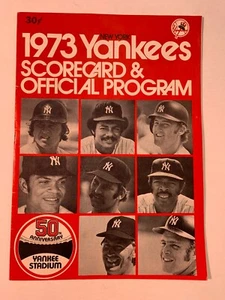 30¢
NEW YORK
1973 Yankees
SCORECARD &
OFFICIAL PROGRAM
50th
ANNIVERSARY
YANKEE
STADIUM